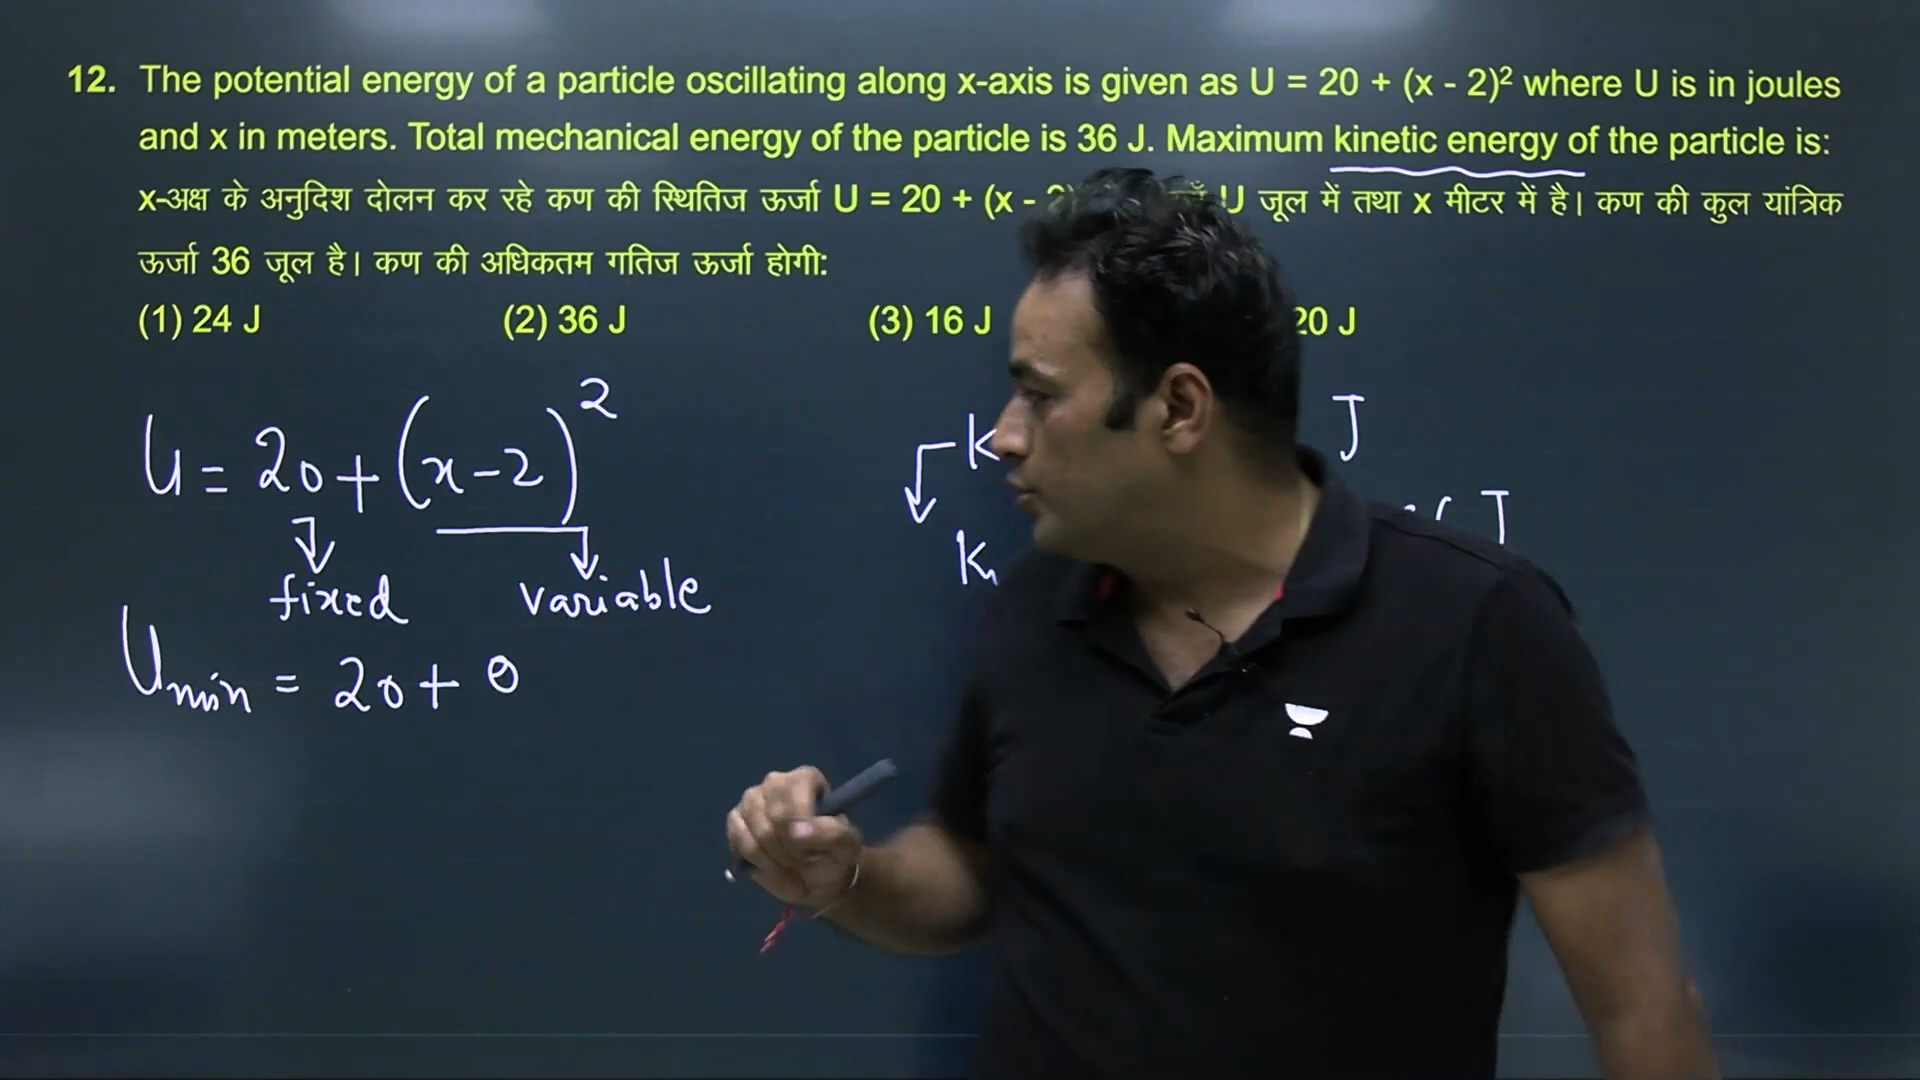 12. The potential energy of a particle oscillating along x-axis is given as U = 20 + (x - 2)² where U is in joules
and x in meters. Total mechanical energy of the particle is 36 J. Maximum kinetic energy of the particle is:
x-अक्ष के अनुदिश दोलन कर रहे कण की स्थितिज ऊर्जा U = 20 + (x - U जूल में तथा x मीटर में है। कण की कुल यांत्रिक
ऊर्जा 36 जूल है। कण की अधिकतम गतिज ऊर्जा होगी:
(1) 24 J (2) 36 J (3) 16 J 20 J
U = 20 + (x-2)² K J
fixed variable K J
Umin = 20 + 0